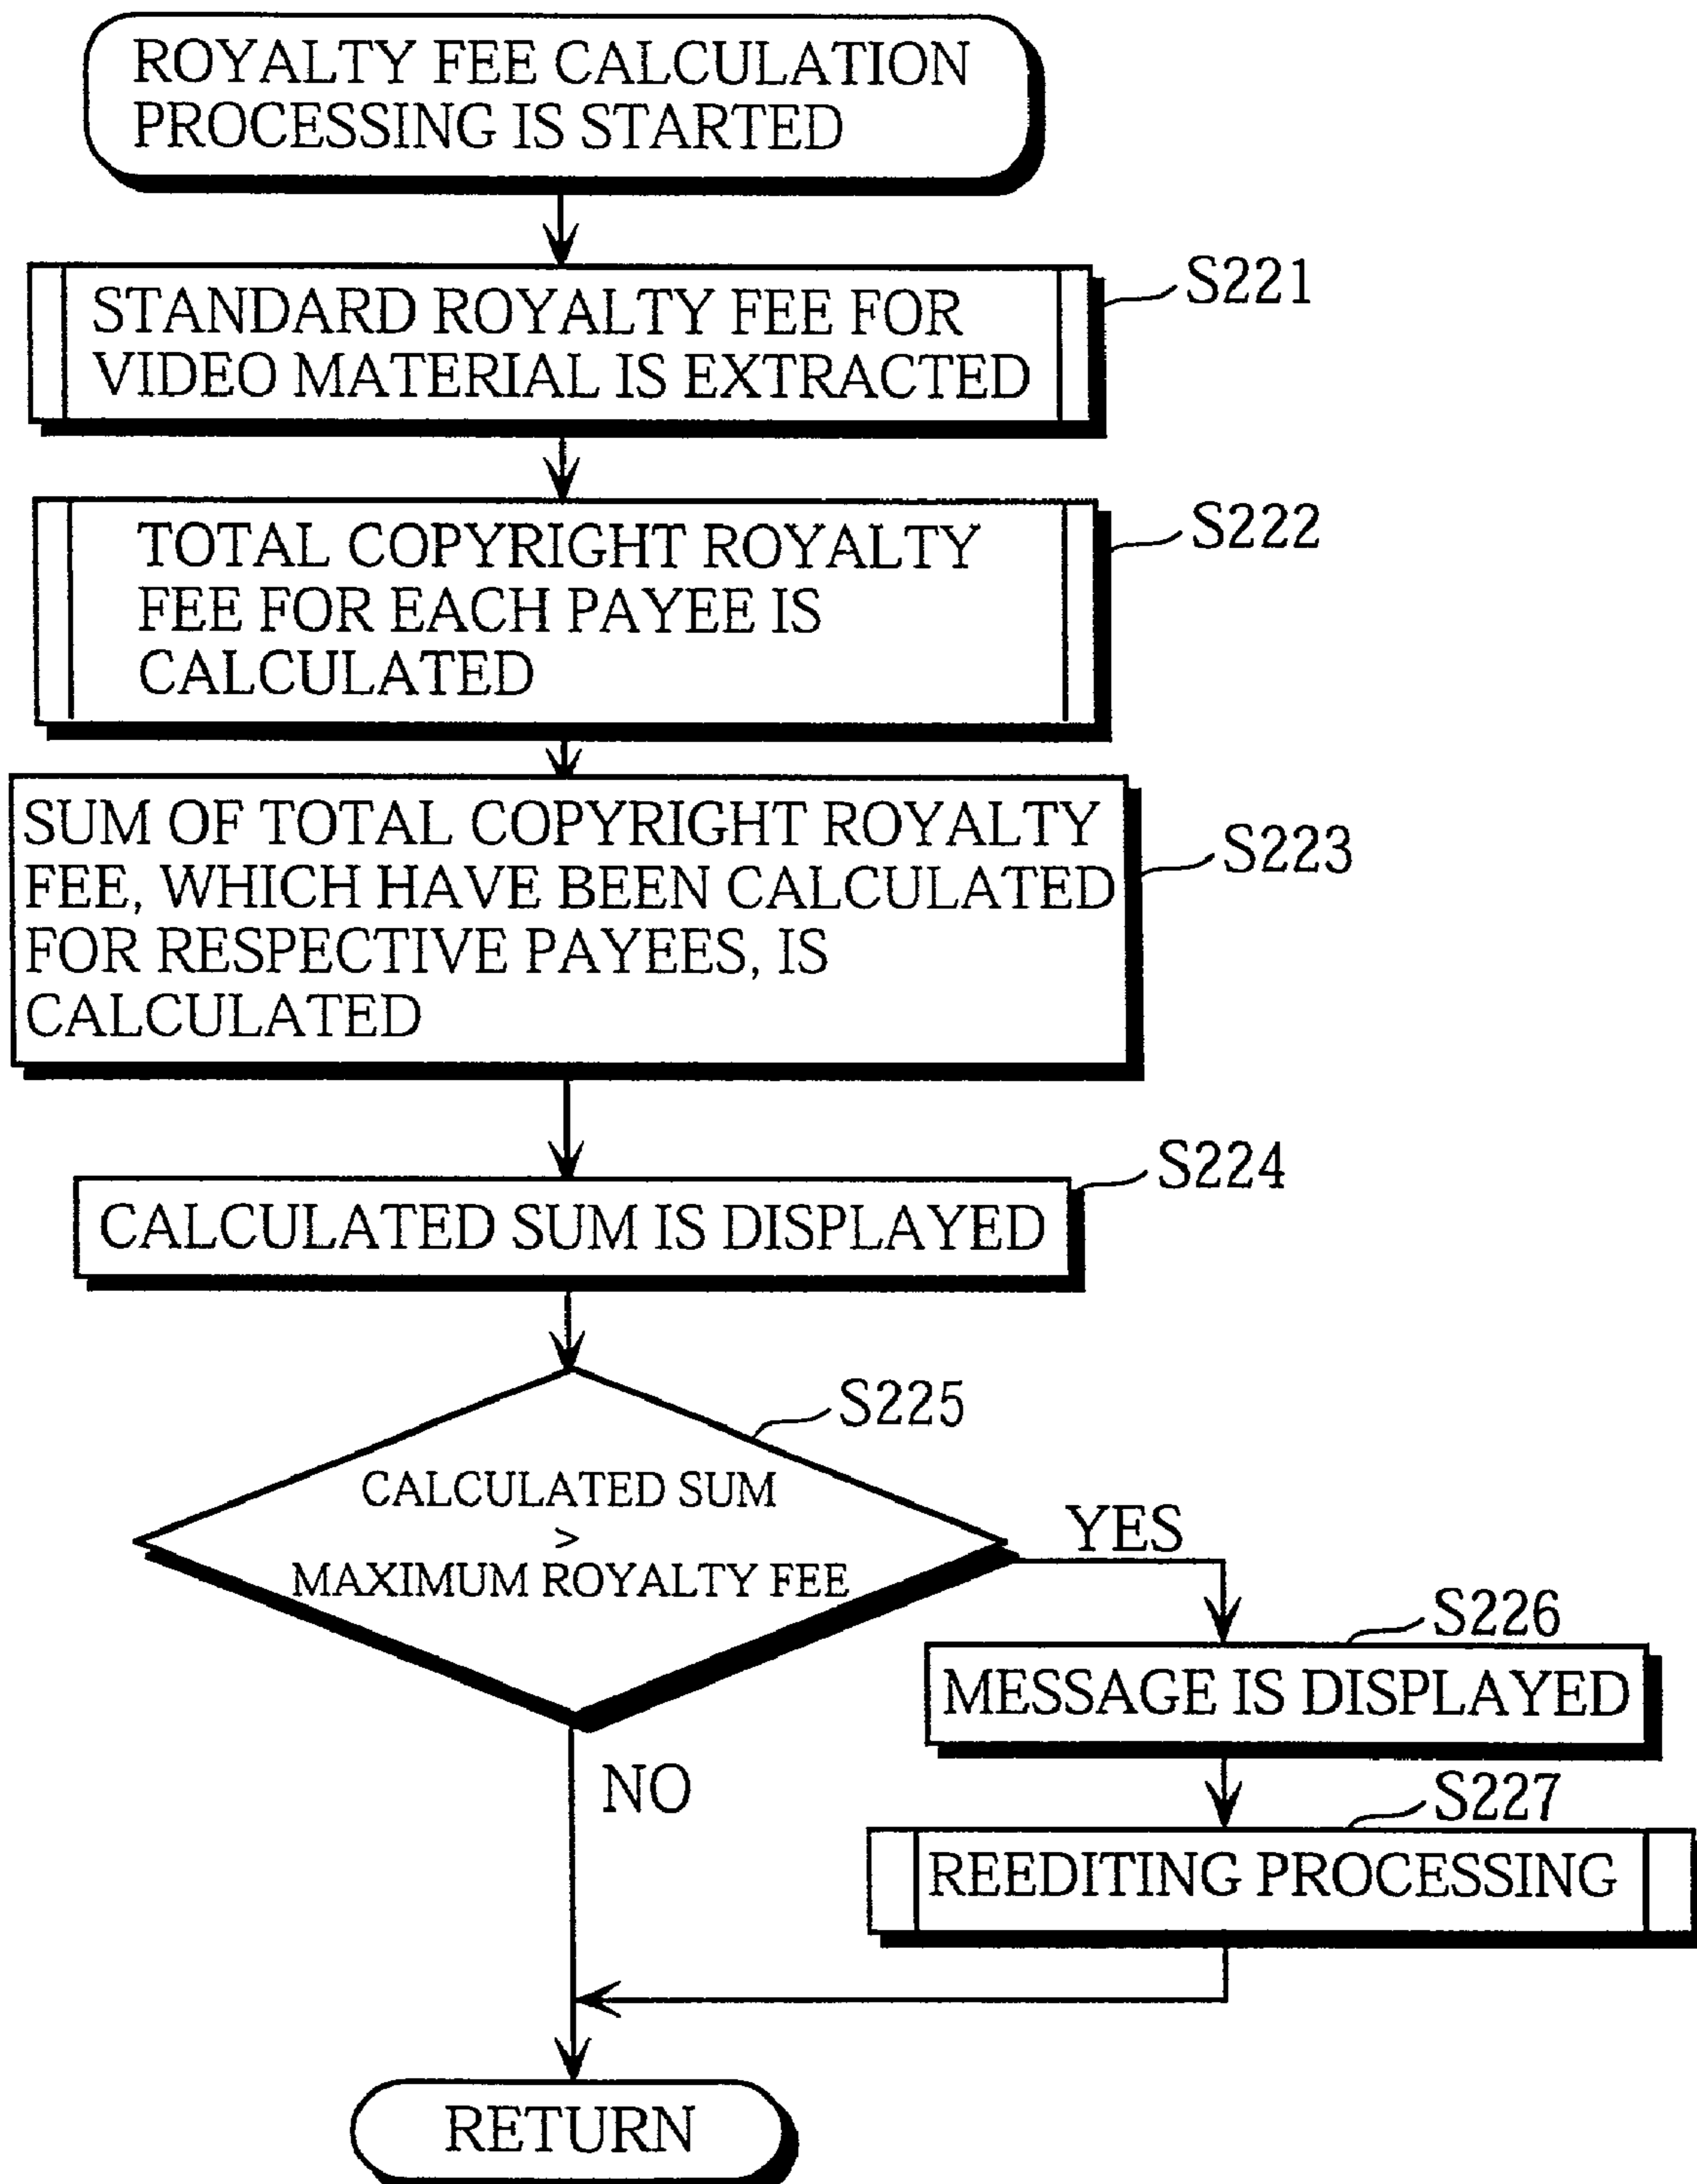 ROYALTY FEE CALCULATION
PROCESSING IS STARTED
S221
STANDARD ROYALTY FEE FOR
VIDEO MATERIAL IS EXTRACTED
S222
TOTAL COPYRIGHT ROYALTY
FEE FOR EACH PAYEE IS
CALCULATED
S223
SUM OF TOTAL COPYRIGHT ROYALTY
FEE, WHICH HAVE BEEN CALCULATED
FOR RESPECTIVE PAYEES, IS
CALCULATED
S224
CALCULATED SUM IS DISPLAYED
S225
CALCULATED SUM
>
MAXIMUM ROYALTY FEE
YES
S226
MESSAGE IS DISPLAYED
NO
S227
REEDITING PROCESSING
RETURN